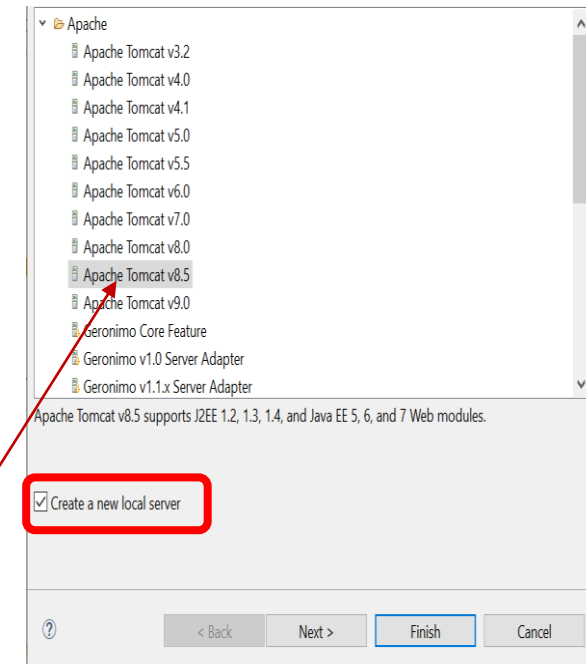 Apache
Apache Tomcat v3.2
Apache Tomcat v4.0
Apache Tomcat v4.1
Apache Tomcat v5.0
Apache Tomcat v5.5
Apache Tomcat v6.0
Apache Tomcat v7.0
Apache Tomcat v8.0
Apache Tomcat v8.5
Apache Tomcat v9.0
Geronimo Core Feature
Geronimo v1.0 Server Adapter
Geronimo v1.1.x Server Adapter
Apache Tomcat v8.5 supports J2EE 1.2, 1.3, 1.4, and Java EE 5, 6, and 7 Web modules.
Create a new local server
? < Back Next > Finish Cancel